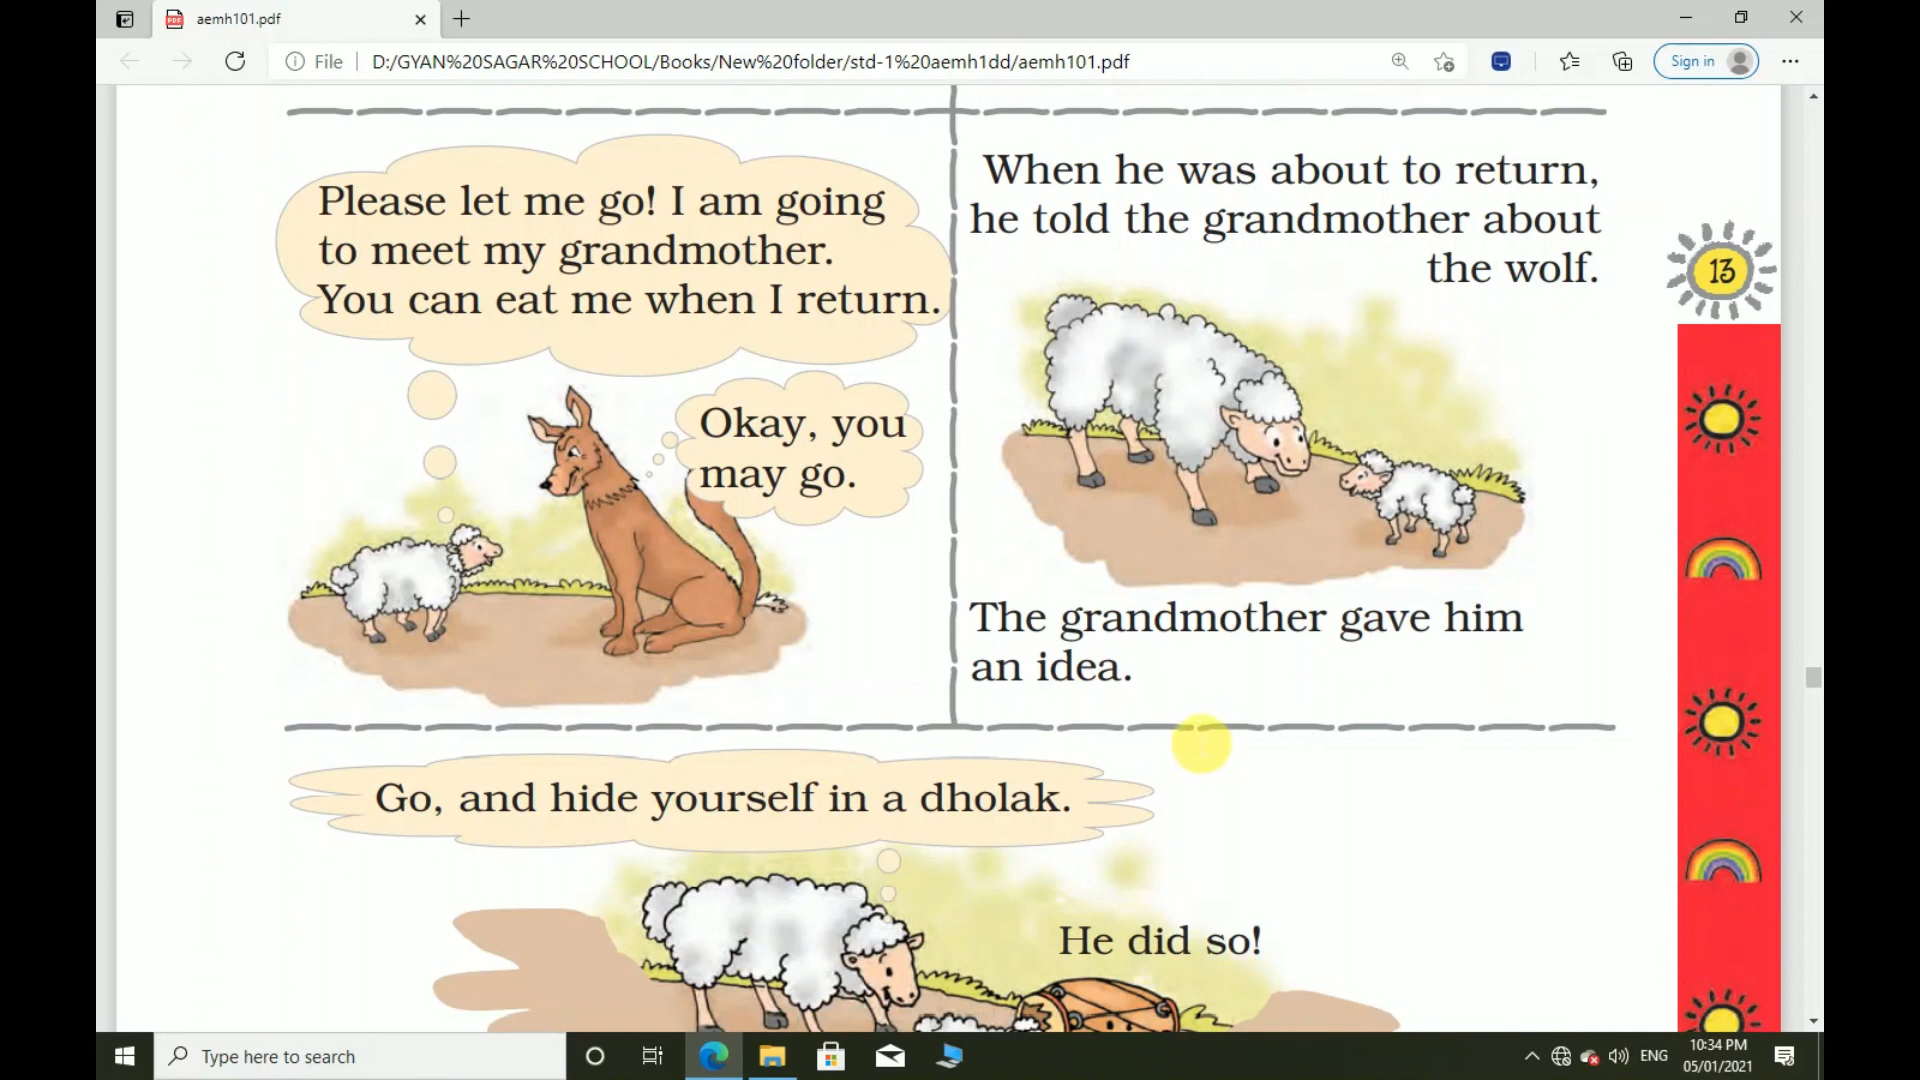 aemh101.pdf
File
D:/GYAN%20SAGAR%20SCHOOL/Books/New%20folder/std-1%20aemh1dd/aemh101.pdf
Sign in
Please let me go! I am going
to meet my grandmother.
You can eat me when I return.
Okay, you
may go.
When he was about to return,
he told the grandmother about
the wolf.
13
The grandmother gave him
an idea.
Go, and hide yourself in a dholak.
He did so!
Type here to search
ENG
10:34 PM
05/01/2021